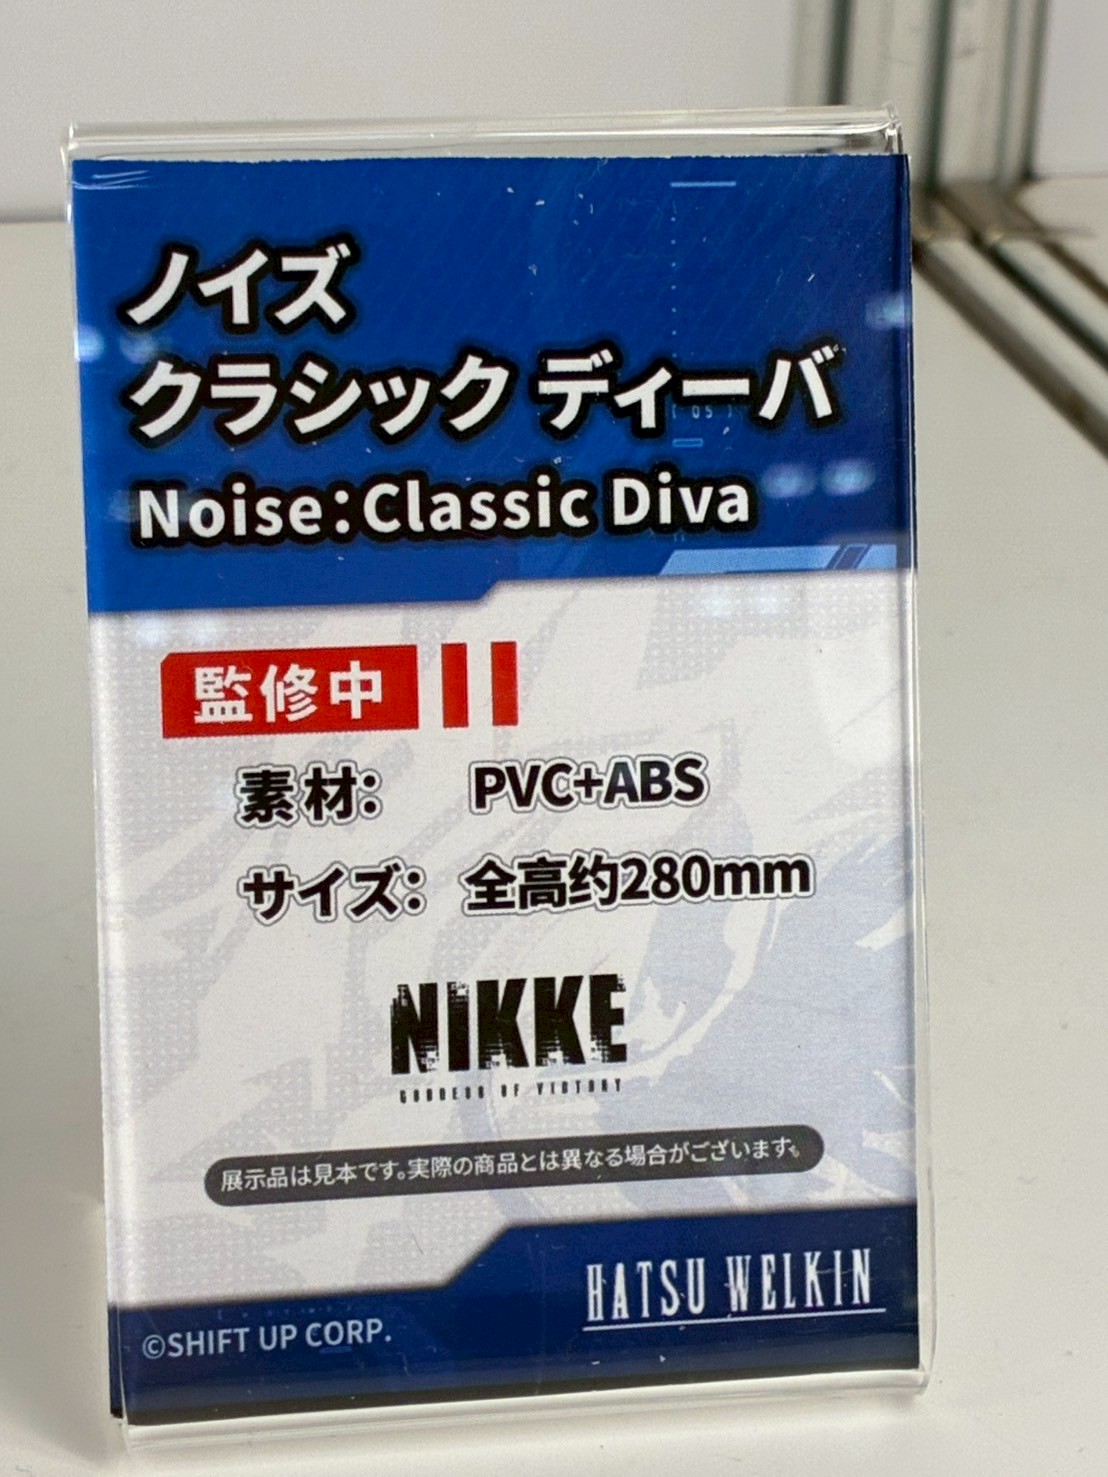 ノイズ
クラシック ディーバ
Noise:Classic Diva
監修中
素材: PVC+ABS
サイズ: 全高约280mm
NIKKE
GODDESS OF VICTORY
展示品は見本です。実際の商品とは異なる場合がございます。
HATSU WELKIN
©SHIFT UP CORP.